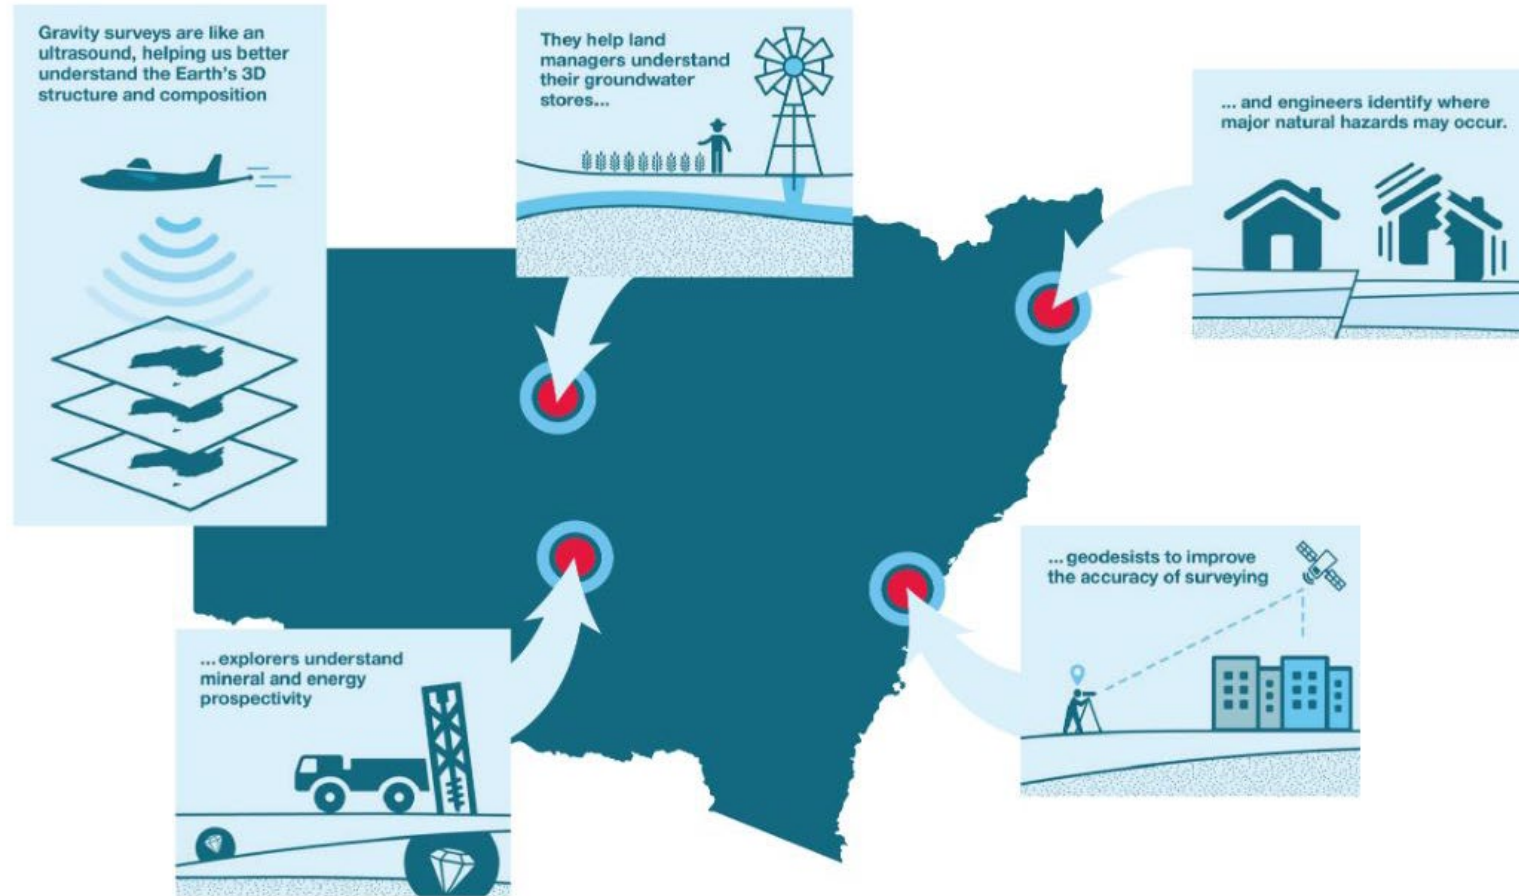 Gravity surveys are like an
ultrasound, helping us better
understand the Earth's 3D
structure and composition
They help land
managers understand
their groundwater
stores...
... explorers understand
mineral and energy
prospectivity
... geodesists to improve
the accuracy of surveying
... and engineers identify where
major natural hazards may occur.